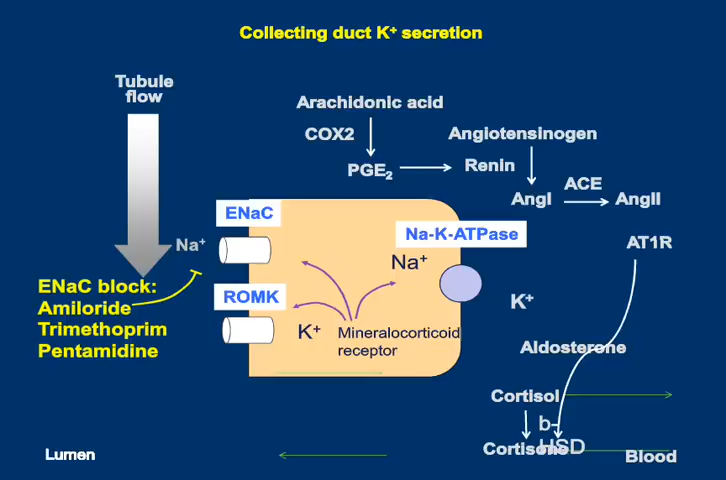 Collecting duct K⁺ secretion
Tubule
flow
Arachidonic acid
COX2
Angiotensinogen
PGE₂
Renin
ACE
AngI
AngII
ENaC
Na-K-ATPase
AT1R
Na⁺
Na⁺
ENaC block:
Amiloride
Trimethoprim
Pentamidine
ROMK
K⁺
K⁺
Mineralocorticoid
receptor
Aldosterone
Cortisol
b-
HSD
Cortisone
Lumen
Blood